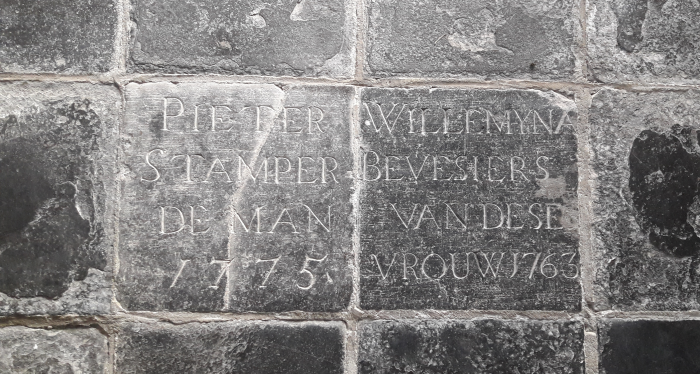 PIETER
STAMPER
DE MAN
1775
WILLEMYNA
BEVESIERS
VAN DESE
VROUW 1763